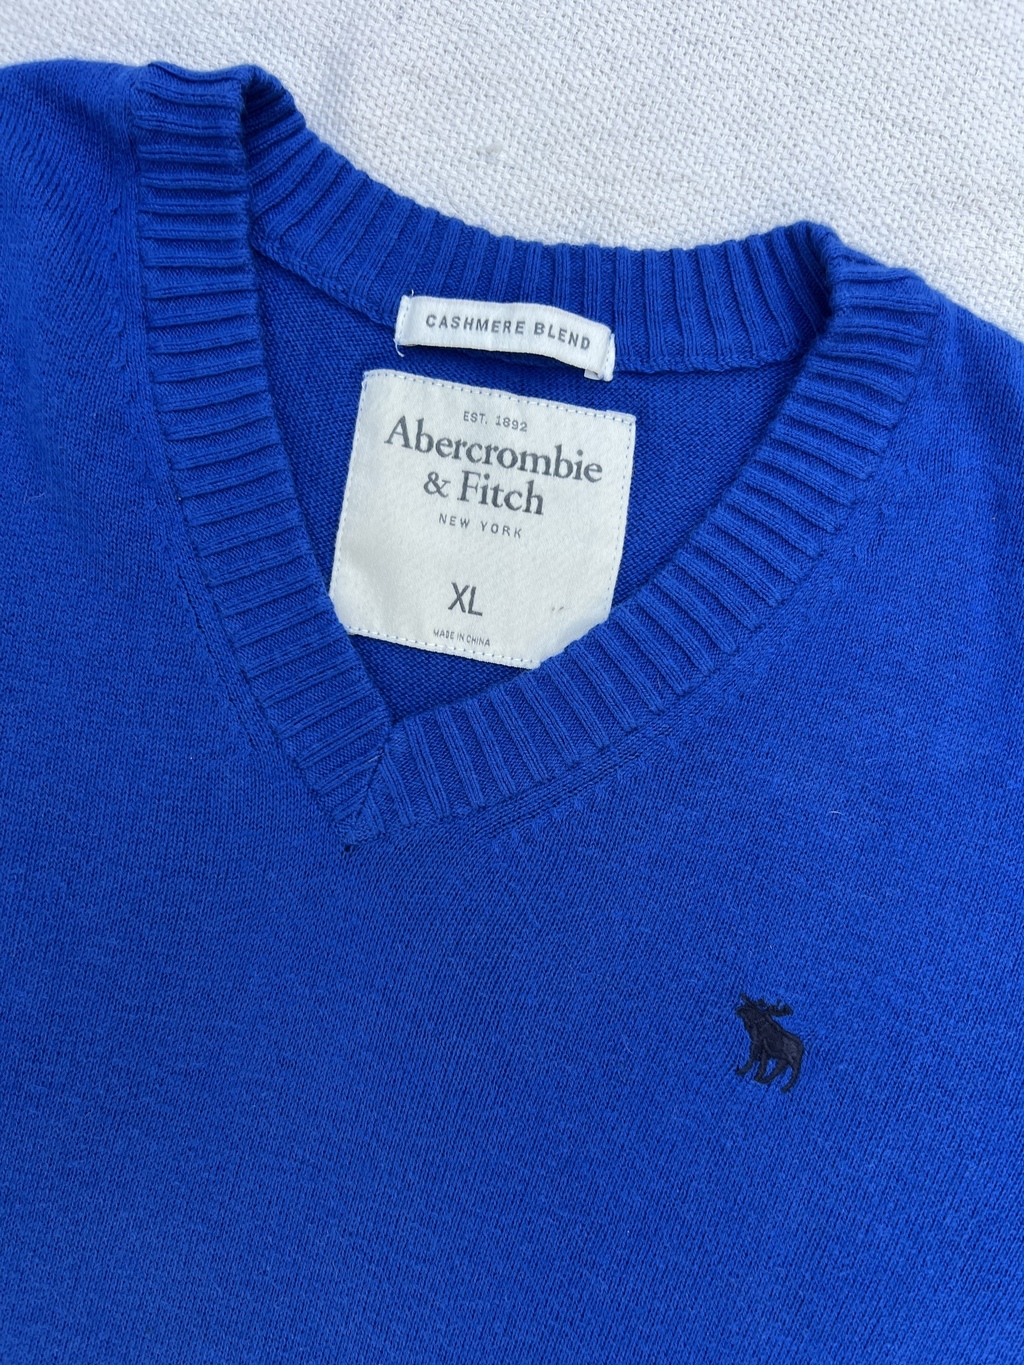 CASHMERE BLEND
EST. 1892
Abercrombie
& Fitch
NEW YORK
XL
MADE IN CHINA